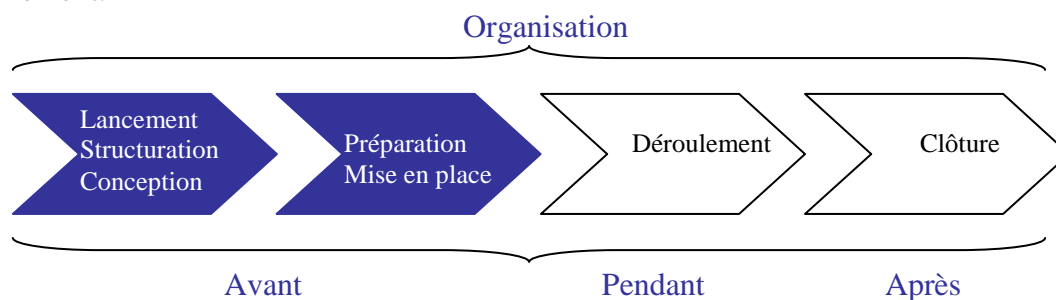 Organisation
Lancement
Structuration
Conception
Préparation
Mise en place
Déroulement
Clôture
Avant
Pendant
Après